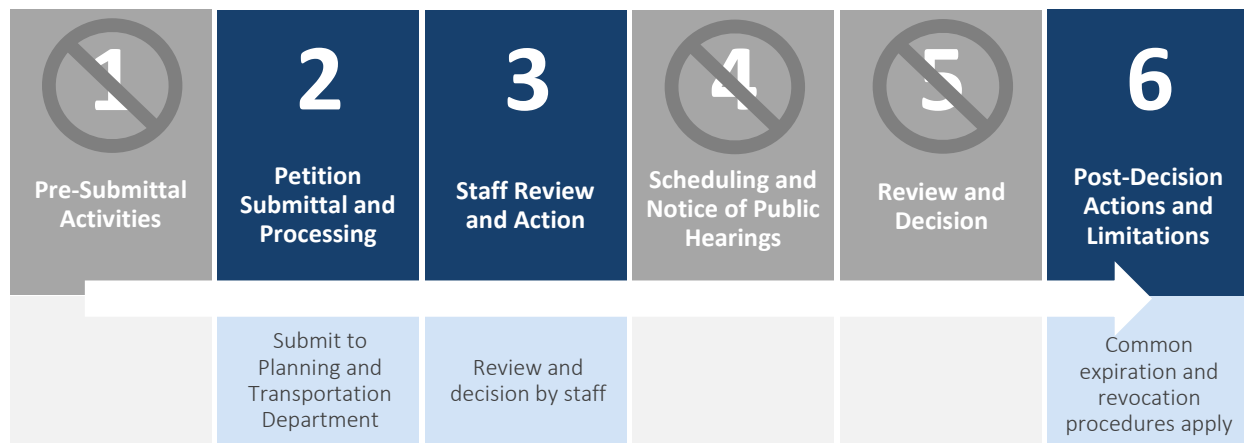 1
Pre-Submittal
Activities
2
Petition
Submittal and
Processing
Submit to
Planning and
Transportation
Department
3
Staff Review
and Action
Review and
decision by staff
4
Scheduling and
Notice of Public
Hearings
5
Review and
Decision
6
Post-Decision
Actions and
Limitations
Common
expiration and
revocation
procedures apply